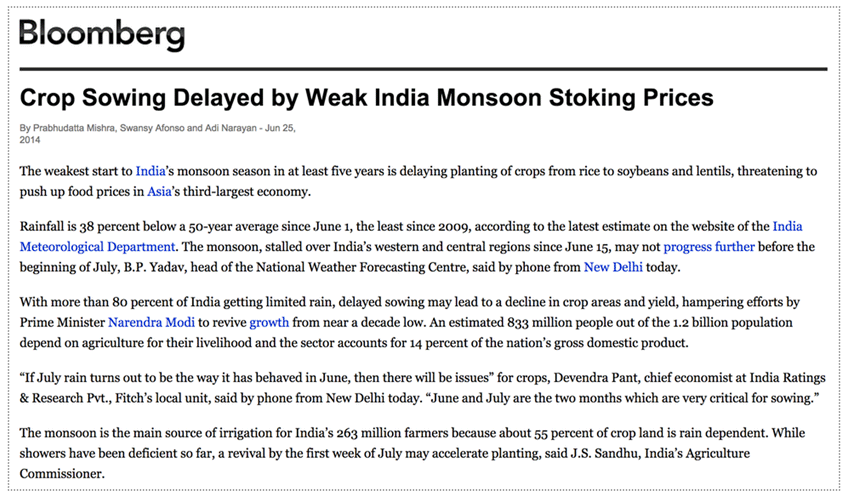 Bloomberg
Crop Sowing Delayed by Weak India Monsoon Stoking Prices
By Prabhudatta Mishra, Swansy Afonso and Adi Narayan - Jun 25,
2014
The weakest start to India's monsoon season in at least five years is delaying planting of crops from rice to soybeans and lentils, threatening to
push up food prices in Asia's third-largest economy.
Rainfall is 38 percent below a 50-year average since June 1, the least since 2009, according to the latest estimate on the website of the India
Meteorological Department. The monsoon, stalled over India's western and central regions since June 15, may not progress further before the
beginning of July, B.P. Yadav, head of the National Weather Forecasting Centre, said by phone from New Delhi today.
With more than 80 percent of India getting limited rain, delayed sowing may lead to a decline in crop areas and yield, hampering efforts by
Prime Minister Narendra Modi to revive growth from near a decade low. An estimated 833 million people out of the 1.2 billion population
depend on agriculture for their livelihood and the sector accounts for 14 percent of the nation's gross domestic product.
“If July rain turns out to be the way it has behaved in June, then there will be issues” for crops, Devendra Pant, chief economist at India Ratings
& Research Pvt., Fitch's local unit, said by phone from New Delhi today. “June and July are the two months which are very critical for sowing.”
The monsoon is the main source of irrigation for India's 263 million farmers because about 55 percent of crop land is rain dependent. While
showers have been deficient so far, a revival by the first week of July may accelerate planting, said J.S. Sandhu, India's Agriculture
Commissioner.